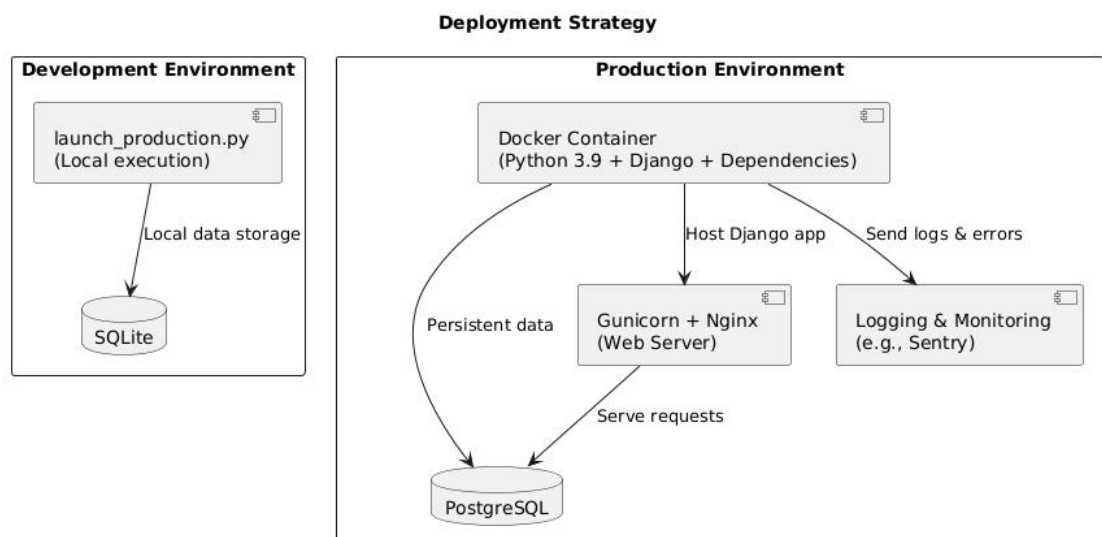 Deployment Strategy
Development Environment
launch_production.py
(Local execution)
Local data storage
SQLite
Production Environment
Docker Container
(Python 3.9 + Django + Dependencies)
Host Django app
Send logs & errors
Persistent data
Gunicorn + Nginx
(Web Server)
Logging & Monitoring
(e.g., Sentry)
Serve requests
PostgreSQL